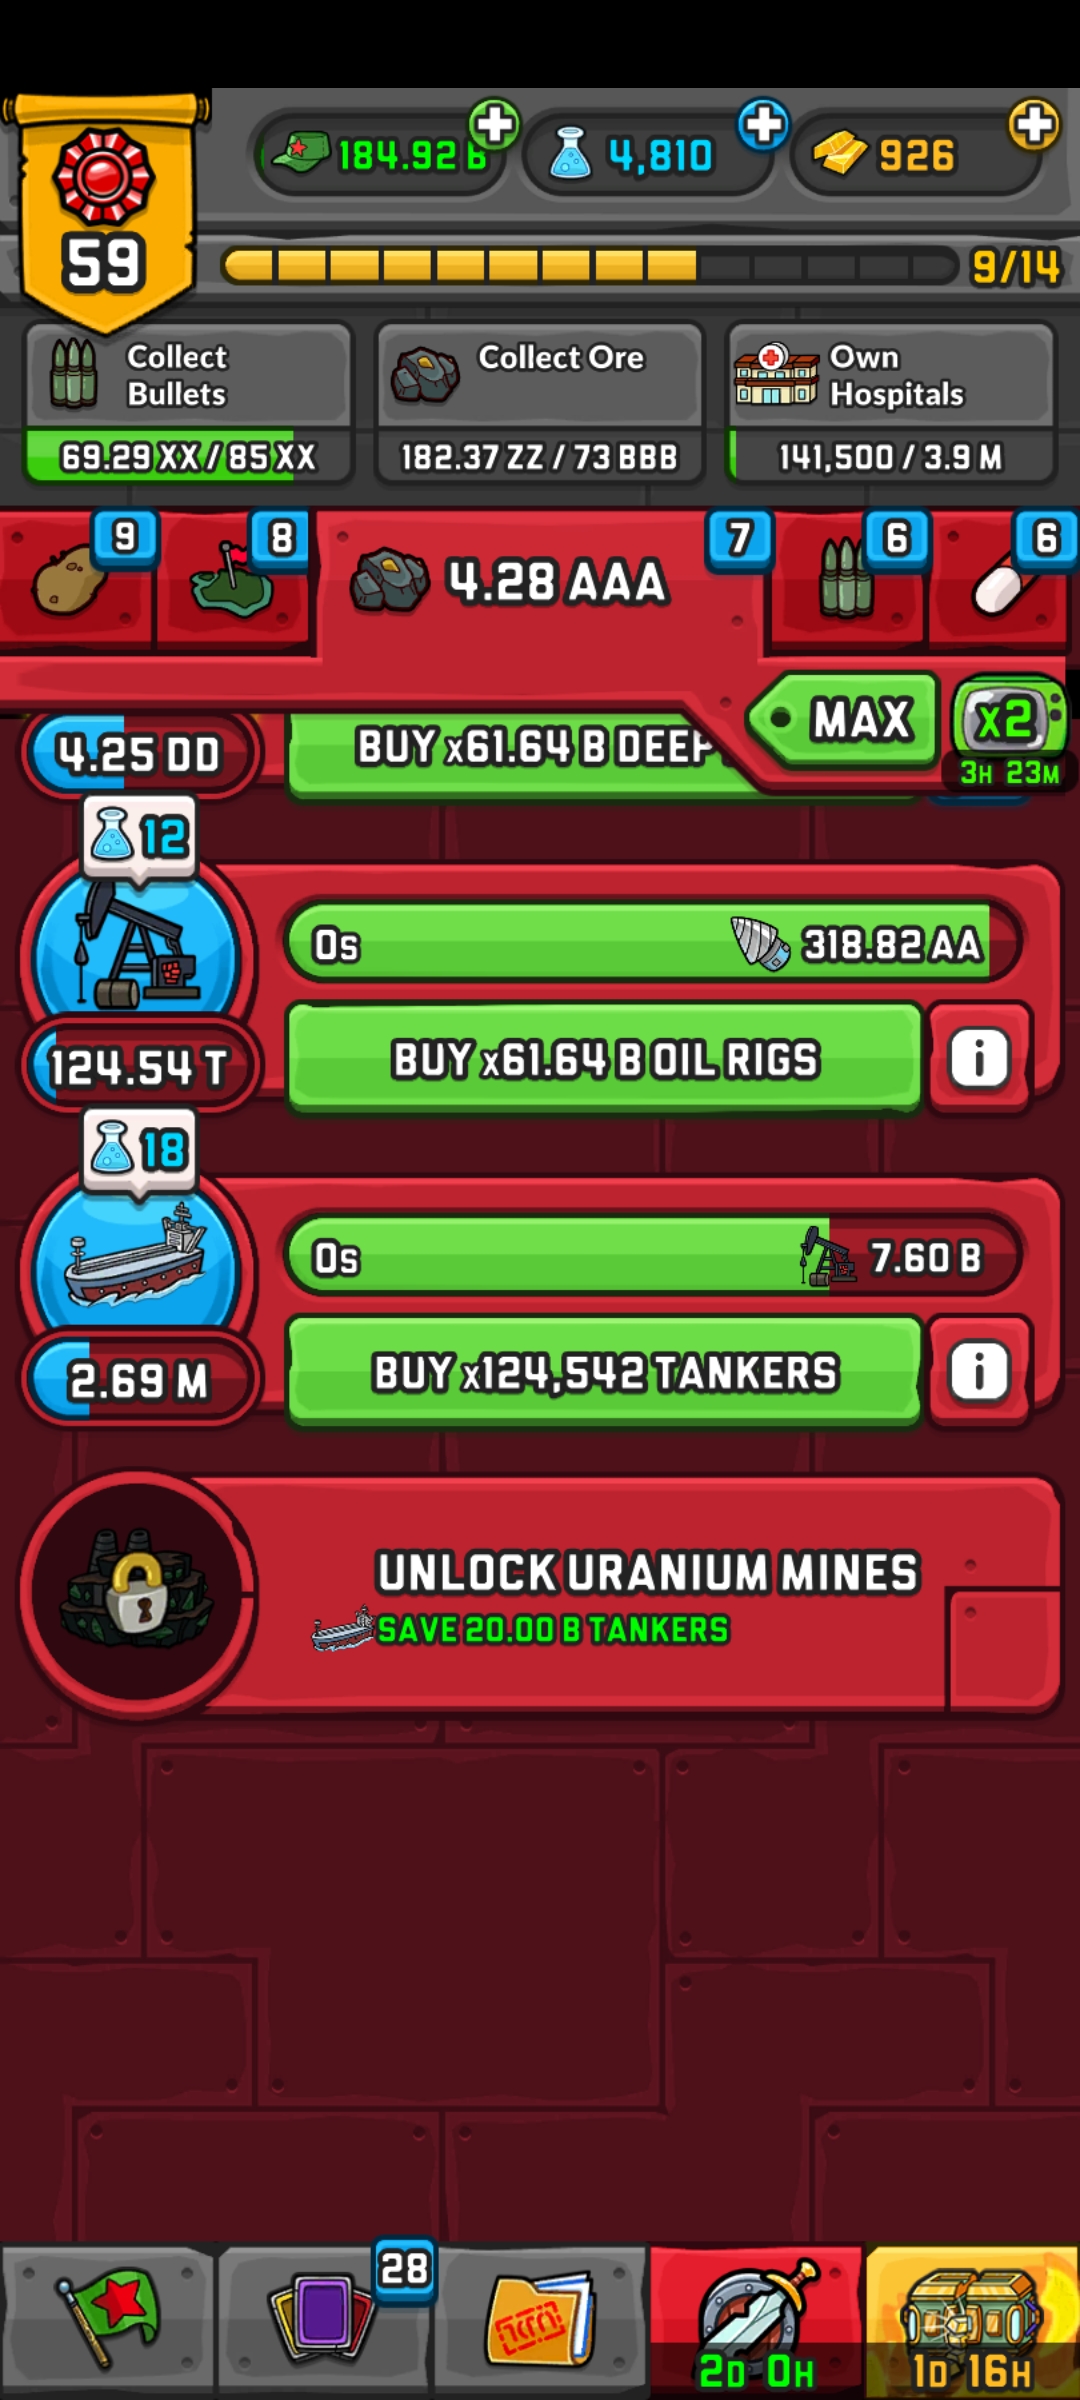 184.92 B
4,810
926
59
9/14
Collect
Bullets
69.29 XX / 85 XX
Collect Ore
182.37 ZZ / 73 BBB
Own
Hospitals
141,500 / 3.9 M
9
8
4.28 AAA
7
6
6
MAX
x2
3H 23M
4.25 DD
BUY x61.64 B DEEP
12
0s
318.82 AA
124.54 T
BUY x61.64 B OIL RIGS
i
18
0s
7.60 B
2.69 M
BUY x124,542 TANKERS
i
UNLOCK URANIUM MINES
SAVE 20.00 B TANKERS
28
2D 0H
1D 16H